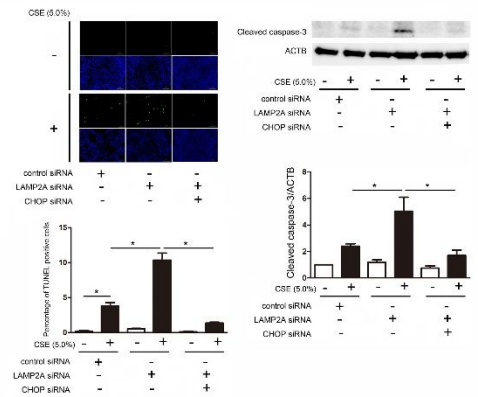 CSE (5.0%)
–
+
control siRNA + – –
LAMP2A siRNA – + +
CHOP siRNA – – +
Cleaved caspase-3
ACTB
CSE (5.0%) – + – + – +
control siRNA + – –
LAMP2A siRNA – + +
CHOP siRNA – – +
Percentage of TUNEL positive cells
15
10
5
0
* * *
CSE (5.0%) – + – + – +
control siRNA + – –
LAMP2A siRNA – + +
CHOP siRNA – – +
Cleaved caspase-3/ACTB
8
6
4
2
0
* *
CSE (5.0%) – + – + – +
control siRNA + – –
LAMP2A siRNA – + +
CHOP siRNA – – +